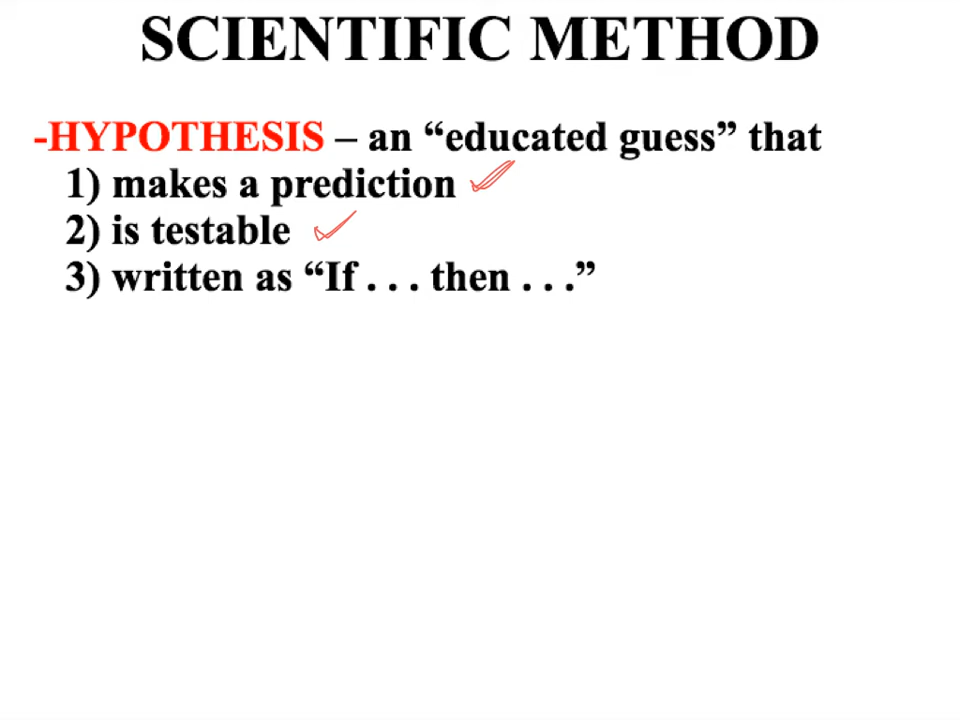 SCIENTIFIC METHOD
-HYPOTHESIS – an “educated guess” that
1) makes a prediction
2) is testable
3) written as “If . . . then . . .”